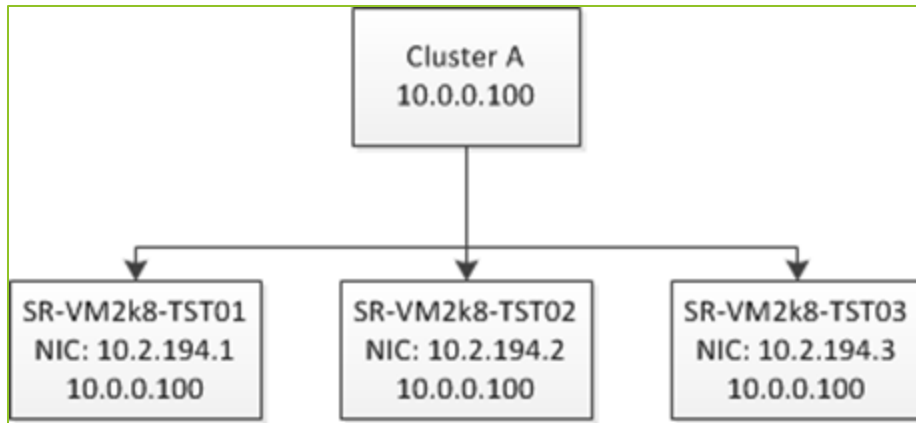 Cluster A
10.0.0.100
SR-VM2k8-TST01
NIC: 10.2.194.1
10.0.0.100
SR-VM2k8-TST02
NIC: 10.2.194.2
10.0.0.100
SR-VM2k8-TST03
NIC: 10.2.194.3
10.0.0.100